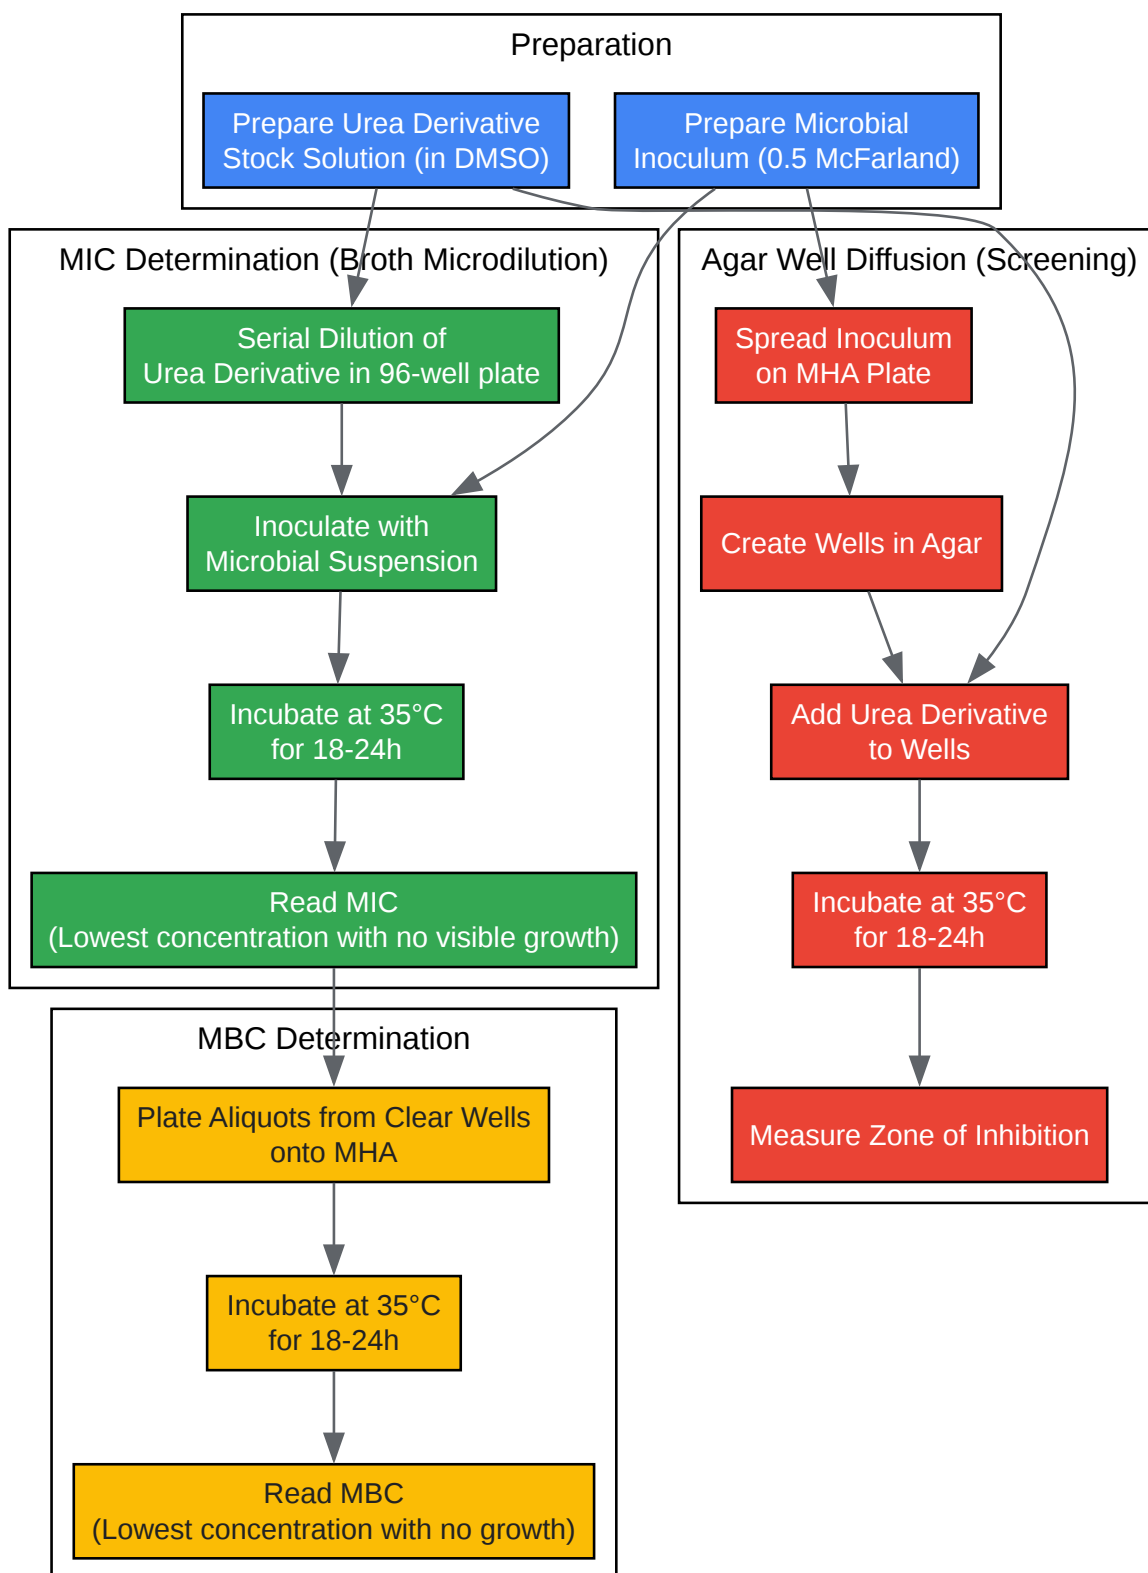 Preparation
Prepare Urea Derivative
Stock Solution (in DMSO)
Prepare Microbial
Inoculum (0.5 McFarland)
MIC Determination (Broth Microdilution)
Serial Dilution of
Urea Derivative in 96-well plate
Inoculate with
Microbial Suspension
Incubate at 35°C
for 18-24h
Read MIC
(Lowest concentration with no visible growth)
MBC Determination
Plate Aliquots from Clear Wells
onto MHA
Incubate at 35°C
for 18-24h
Read MBC
(Lowest concentration with no growth)
Agar Well Diffusion (Screening)
Spread Inoculum
on MHA Plate
Create Wells in Agar
Add Urea Derivative
to Wells
Incubate at 35°C
for 18-24h
Measure Zone of Inhibition